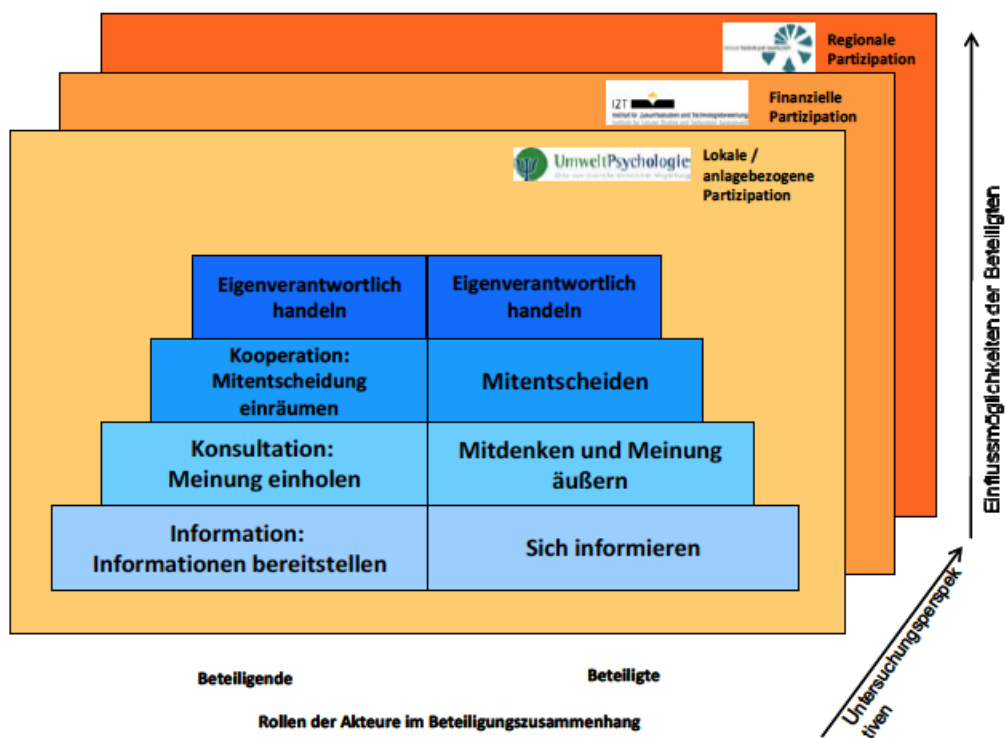 Regionale
Partizipation
Finanzielle
Partizipation
UmweltPsychologie
Lokale /
anlagebezogene
Partizipation
Eigenverantwortlich
handeln
Eigenverantwortlich
handeln
Kooperation:
Mitentscheidung
einräumen
Mitentscheiden
Konsultation:
Meinung einholen
Mitdenken und Meinung
äußern
Information:
Informationen bereitstellen
Sich informieren
Beteiligende
Beteiligte
Rollen der Akteure im Beteiligungszusammenhang
Einflussmöglichkeiten der Beteiligten
Untersuchungsperspek
tiven